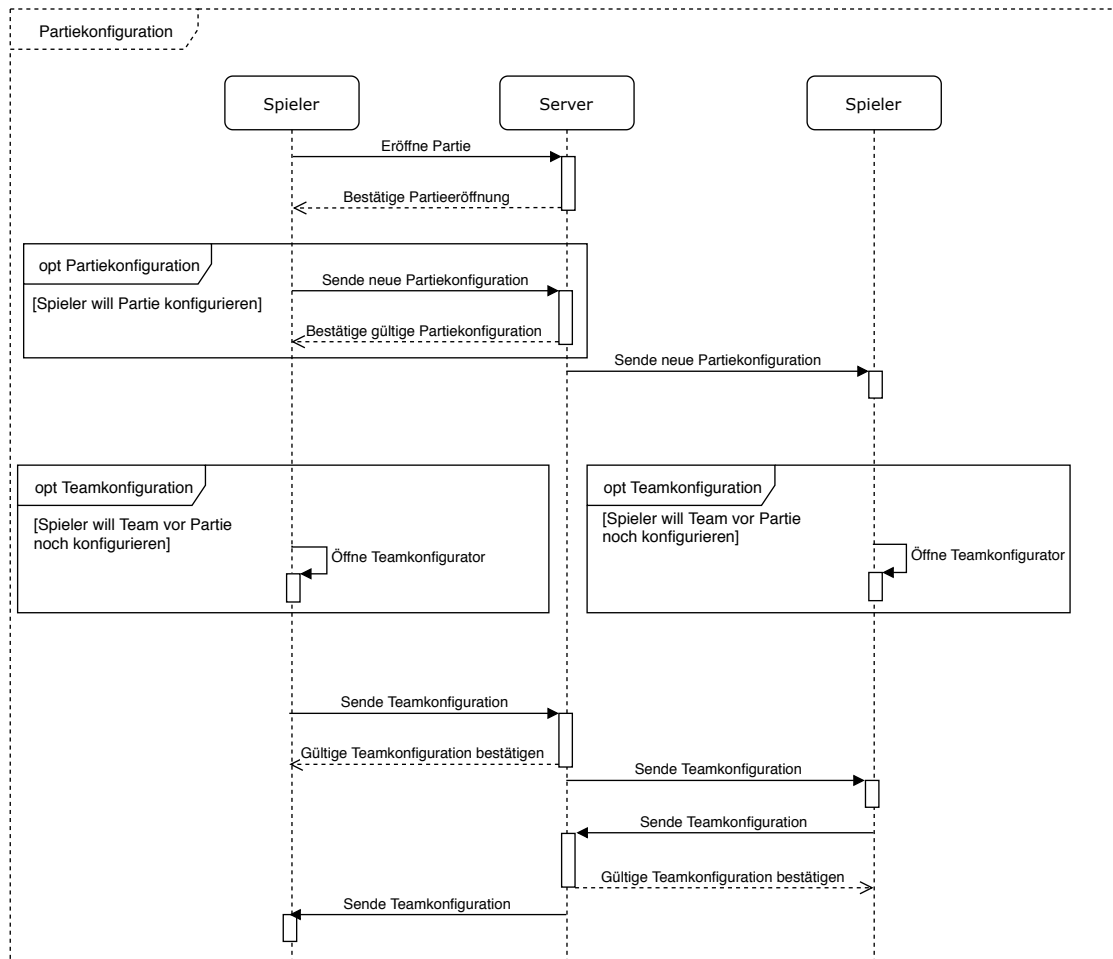 Partiekonfiguration
Spieler
Server
Spieler
Eröffne Partie
Bestätige Partieeröffnung
opt Partiekonfiguration
[Spieler will Partie konfigurieren]
Sende neue Partiekonfiguration
Bestätige gültige Partiekonfiguration
Sende neue Partiekonfiguration
opt Teamkonfiguration
[Spieler will Team vor Partie
noch konfigurieren]
Öffne Teamkonfigurator
opt Teamkonfiguration
[Spieler will Team vor Partie
noch konfigurieren]
Öffne Teamkonfigurator
Sende Teamkonfiguration
Gültige Teamkonfiguration bestätigen
Sende Teamkonfiguration
Sende Teamkonfiguration
Gültige Teamkonfiguration bestätigen
Sende Teamkonfiguration